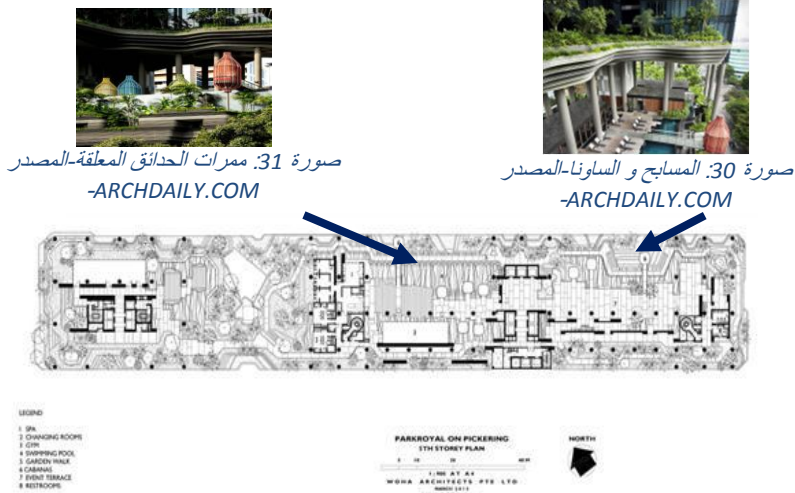 صورة 31: ممرات الحدائق المعلقة-المصدر
-ARCHDAILY.COM
صورة 30: المسابح و الساونا-المصدر
-ARCHDAILY.COM
LEGEND
1 SPA
2 CHANGING ROOMS
3 GYM
4 SWIMMING POOL
5 GARDEN WALK
6 CABANAS
7 EVENT TERRACE
8 RESTROOMS
PARKROYAL ON PICKERING
5TH STOREY PLAN
WOHA ARCHITECTS PTE LTD
NORTH